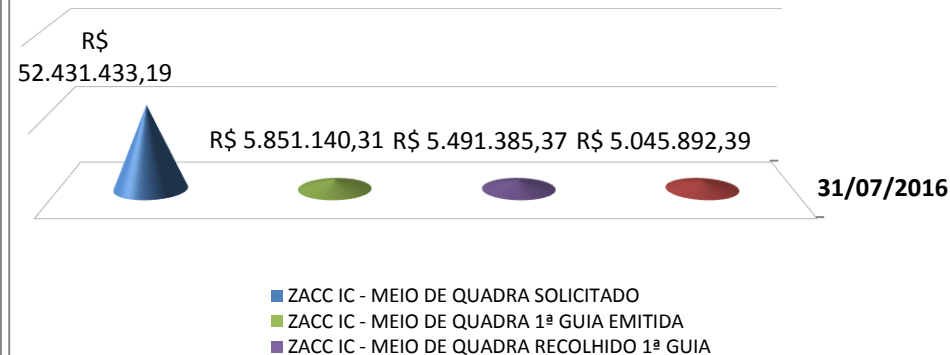 R$
52.431.433,19
R$ 5.851.140,31 R$ 5.491.385,37 R$ 5.045.892,39
31/07/2016
ZACC IC - MEIO DE QUADRA SOLICITADO
ZACC IC - MEIO DE QUADRA 1ª GUIA EMITIDA
ZACC IC - MEIO DE QUADRA RECOLHIDO 1ª GUIA